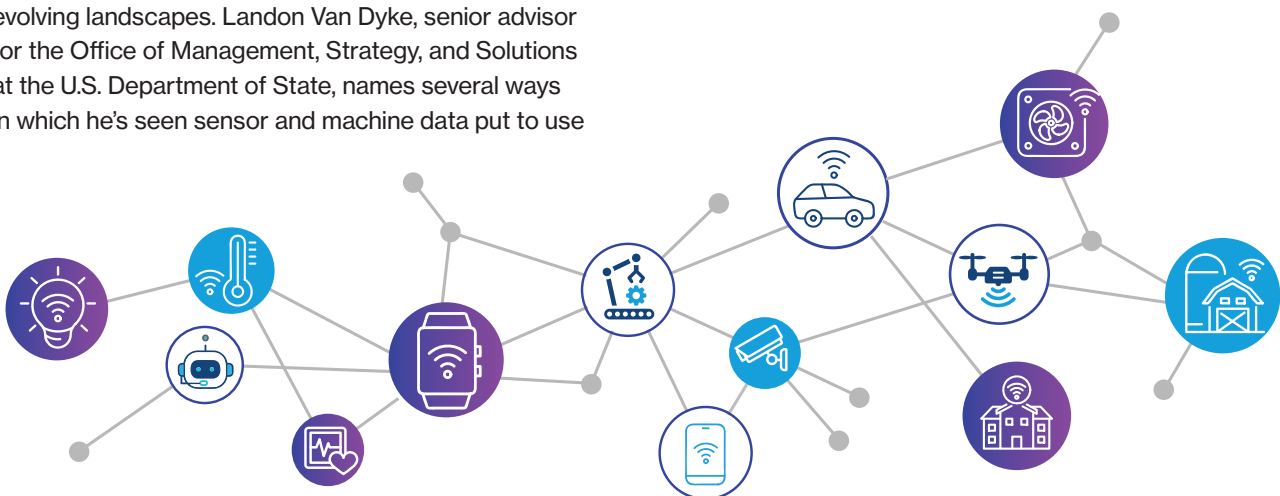 evolving landscapes. Landon Van Dyke, senior advisor
or the Office of Management, Strategy, and Solutions
at the U.S. Department of State, names several ways
n which he's seen sensor and machine data put to use